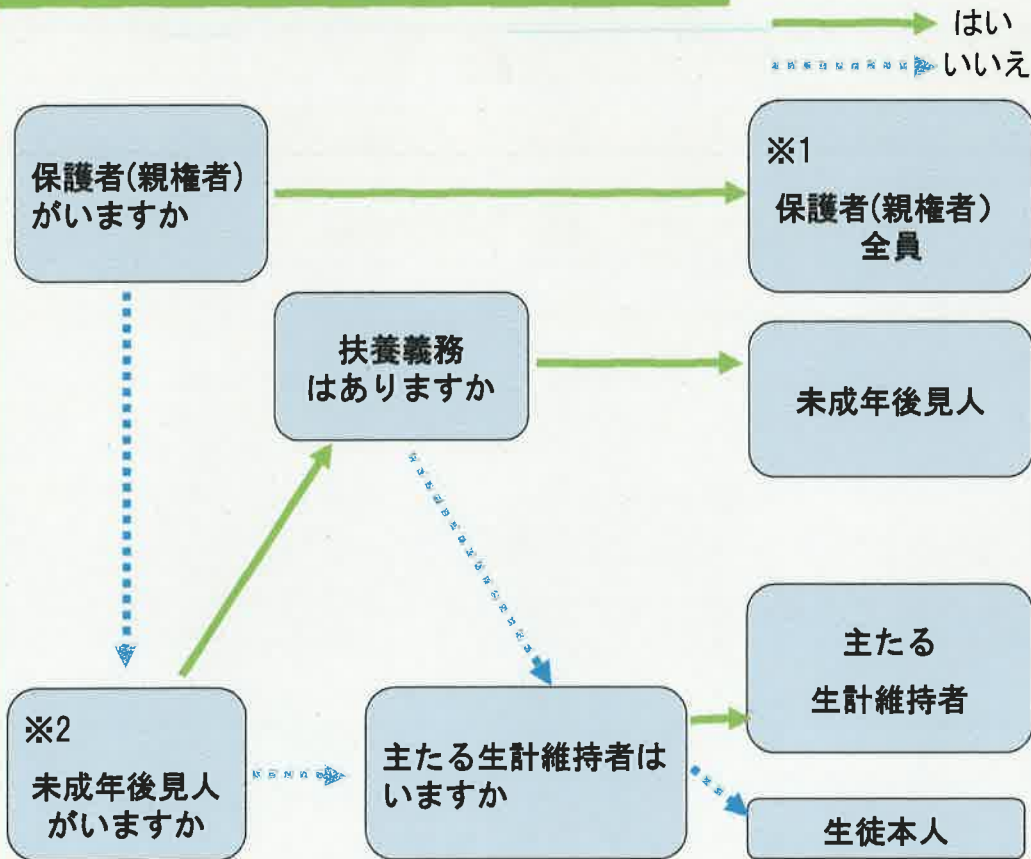 はい
いいえ
保護者(親権者)
がいますか
※1
保護者(親権者)
全員
扶養義務
はありますか
未成年後見人
※2
未成年後見人
がいますか
主たる生計維持者は
いますか
主たる
生計維持者
生徒本人